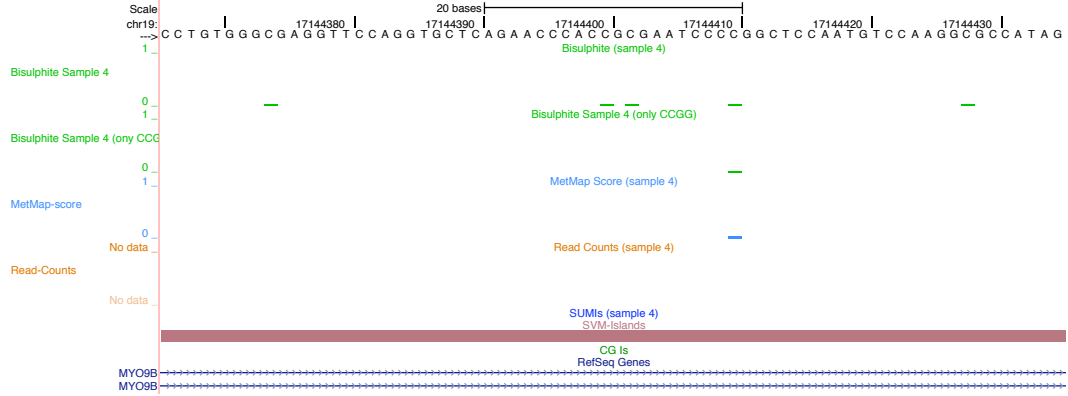 Scale 20 bases
chr19: 17144380 17144390 17144400 17144410 17144420 17144430
---> C C T G T G G G C G A G G T T C C A G G T G C T C A G A A C C C A C C G C G A A T C C C C G G C T C C A A T G T C C A A G G C G C C A T A G
Bisulphite (sample 4)
1 _
Bisulphite Sample 4
0 _
Bisulphite Sample 4 (only CCGG)
1 _
Bisulphite Sample 4 (ony CCG
0 _
MetMap Score (sample 4)
1 _
MetMap-score
0 _
Read Counts (sample 4)
No data _
Read-Counts
No data _
SUMIs (sample 4)
SVM-Islands
CG Is
RefSeq Genes
MYO9B
MYO9B